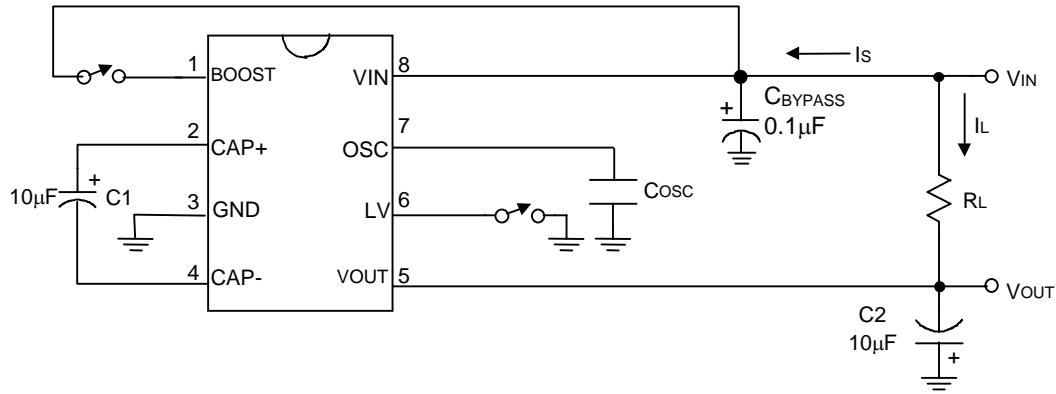 IS
1 BOOST VIN 8 VIN
CBYPASS
0.1µF
IL
2 CAP+ OSC 7
10µF C1
COSC
3 GND LV 6
RL
4 CAP- VOUT 5
VOUT
C2
10µF
+
+
+